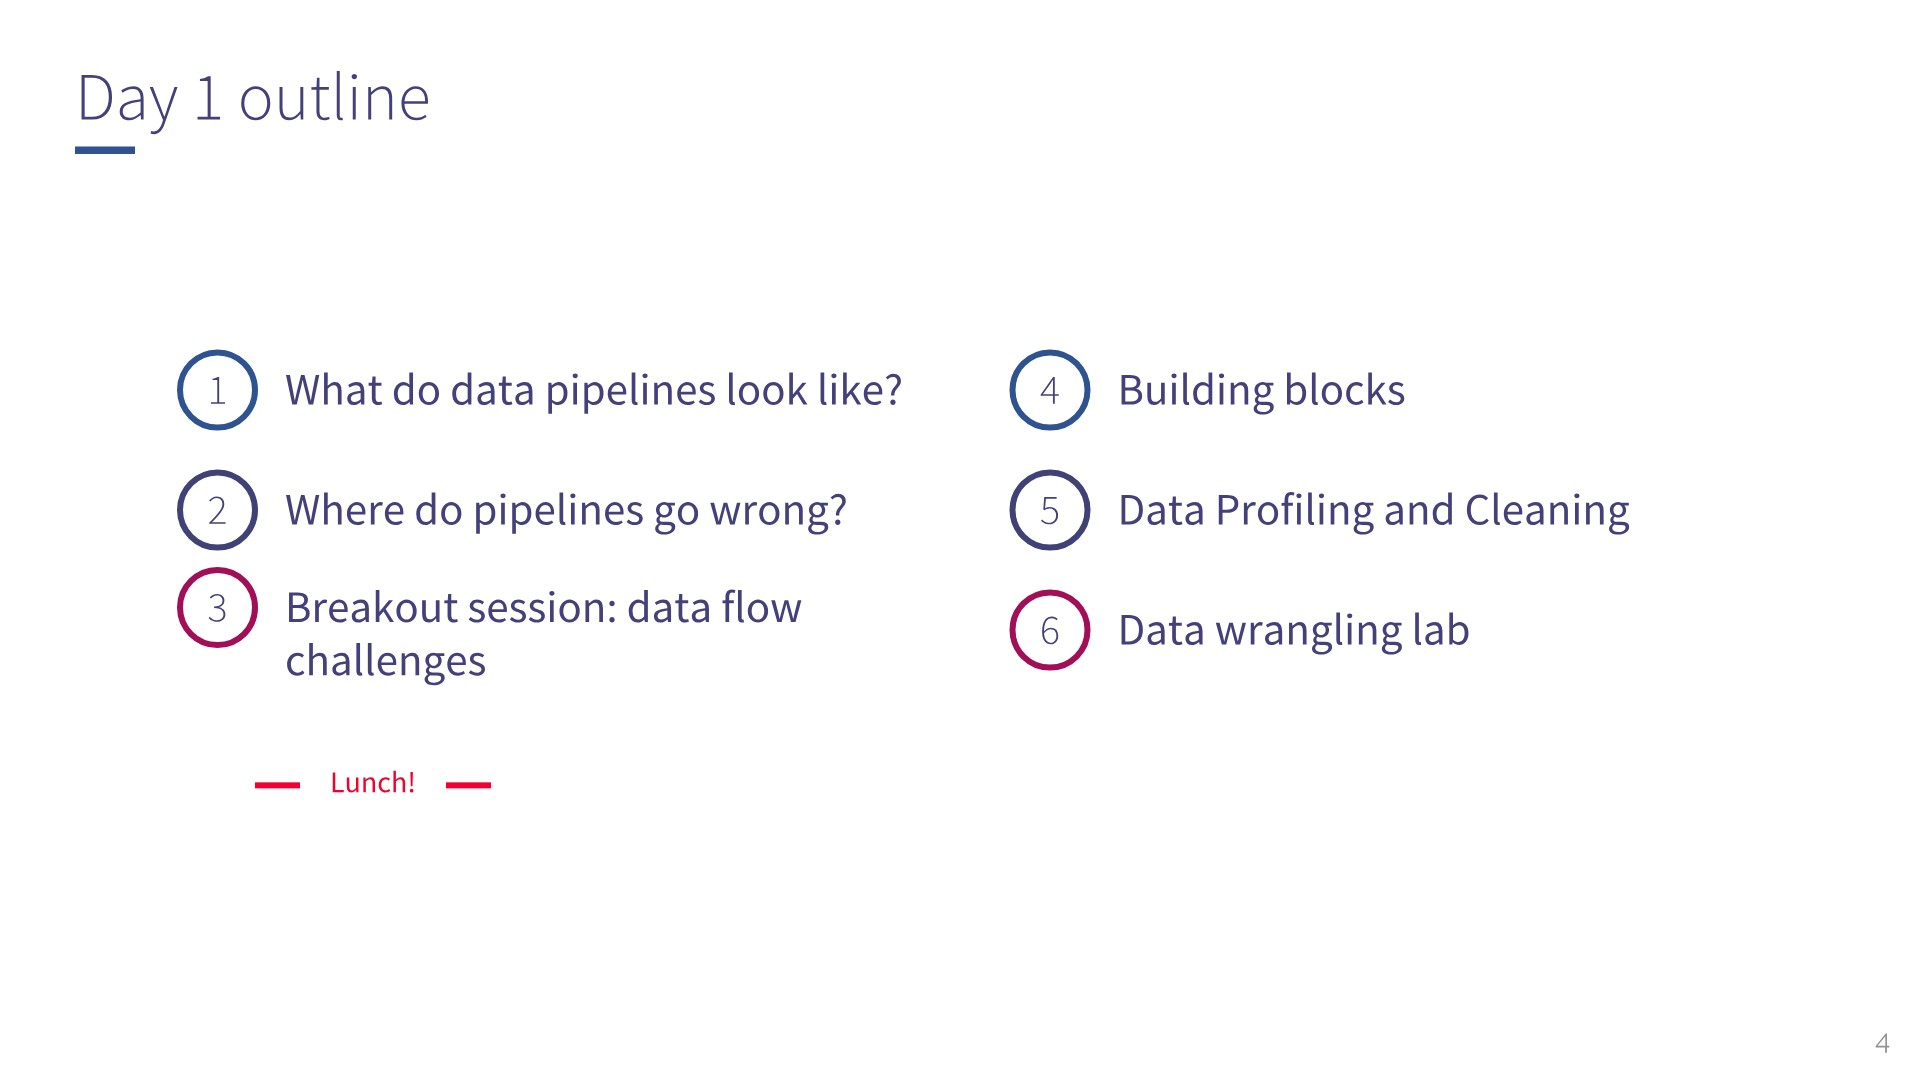 Day 1 outline
1 What do data pipelines look like?
2 Where do pipelines go wrong?
3 Breakout session: data flow
challenges
Lunch!
4 Building blocks
5 Data Profiling and Cleaning
6 Data wrangling lab
4